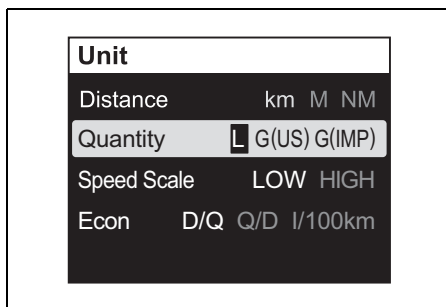 Unit
Distance km M NM
Quantity L G(US) G(IMP)
Speed Scale LOW HIGH
Econ D/Q Q/D l/100km